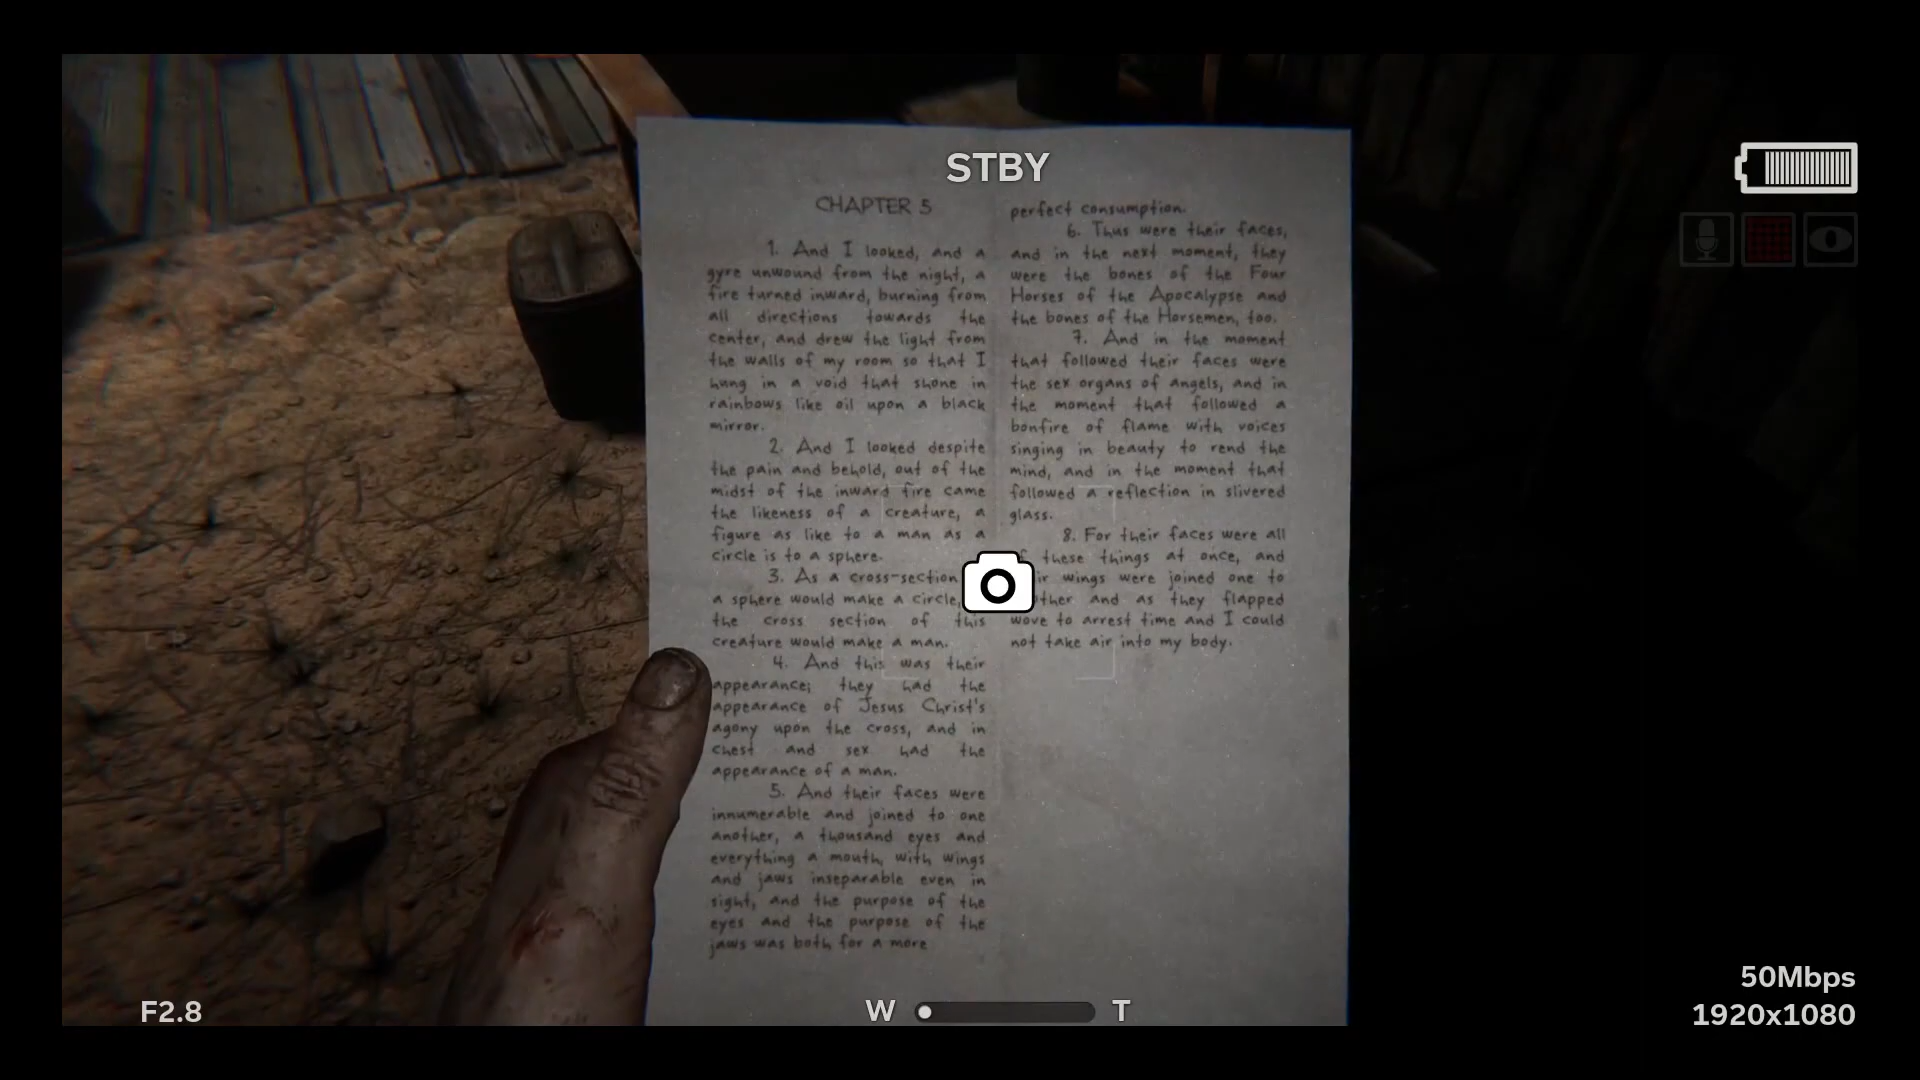 STBY
CHAPTER 5
1. And I looked, and a
gyre unwound from the night, a
fire turned inward, burning from
all directions towards the
center, and drew the light from
the walls of my room so that I
hung in a void that shone in
rainbows like oil upon a black
mirror.
2. And I looked despite
the pain and behold, out of the
midst of the inward fire came
the likeness of a creature, a
figure as like to a man as a
circle is to a sphere.
3. As a cross-section
a sphere would make a circle,
the cross section of this
creature would make a man.
4. And this was their
appearance; they had the
appearance of Jesus Christ's
agony upon the cross, and in
chest and sex had the
appearance of a man.
5. And their faces were
innumerable and joined to one
another, a thousand eyes and
everything a mouth, with wings
and jaws inseparable even in
sight, and the purpose of the
eyes and the purpose of the
jaws was both for a more
perfect consumption.
6. Thus were their faces,
and in the next moment, they
were the bones of the Four
Horses of the Apocalypse and
the bones of the Horsemen, too.
7. And in the moment
that followed their faces were
the sex organs of angels, and in
the moment that followed a
bonfire of flame with voices
singing in beauty to rend the
mind, and in the moment that
followed a reflection in slivered
glass.
8. For their faces were all
these things at once, and
wings were joined one to
and as they flapped
wove to arrest time and I could
not take air into my body.
F2.8
W T
50Mbps
1920x1080